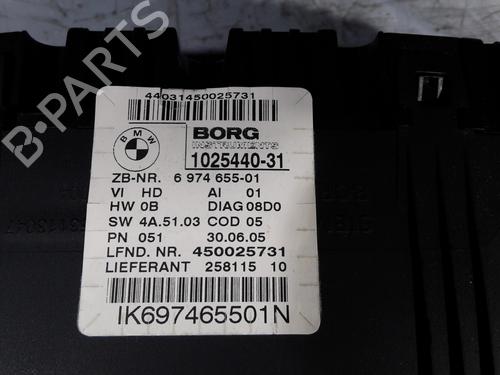 44031450025731
BMW
BORG
INSTRUMENTS
1025440-31
ZB-NR. 6 974 655-01
VI HD AI 01
HW 0B DIAG 08D0
SW 4A.51.03 COD 05
PN 051 30.06.05
LFND. NR. 450025731
LIEFERANT 258115 10
IK697465501N
B-PARTS